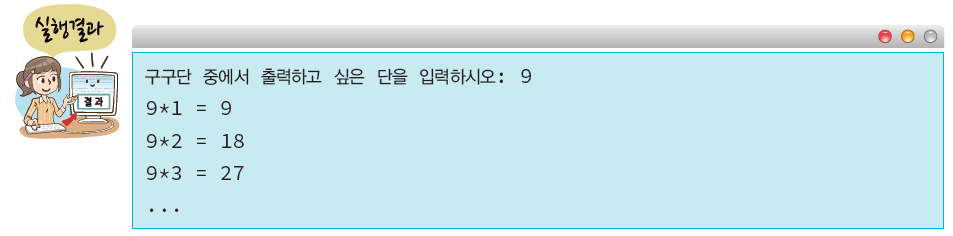 실행결과
결과
구구단 중에서 출력하고 싶은 단을 입력하시오: 9
9*1 = 9
9*2 = 18
9*3 = 27
...